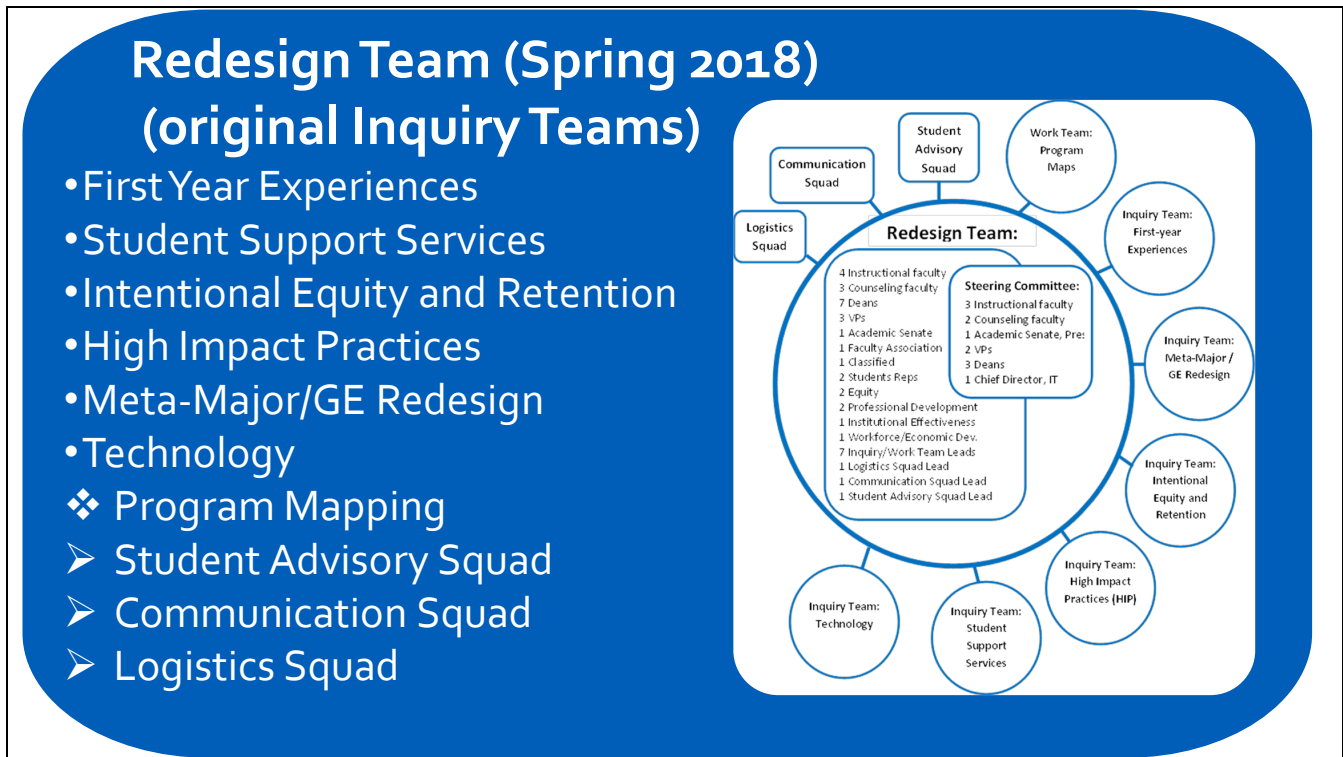 Redesign Team (Spring 2018)
(original Inquiry Teams)
•First Year Experiences
•Student Support Services
•Intentional Equity and Retention
•High Impact Practices
•Meta-Major/GE Redesign
•Technology
❖ Program Mapping
➢ Student Advisory Squad
➢ Communication Squad
➢ Logistics Squad
Logistics
Squad
Communication
Squad
Student
Advisory
Squad
Work Team:
Program
Maps
Inquiry Team:
First-year
Experiences
Inquiry Team:
Meta-Major /
GE Redesign
Inquiry Team:
Intentional
Equity and
Retention
Inquiry Team:
High Impact
Practices (HIP)
Inquiry Team:
Student
Support
Services
Inquiry Team:
Technology
Redesign Team:
4 Instructional faculty
3 Counseling faculty
7 Deans
3 VPs
1 Academic Senate
1 Faculty Association
1 Classified
2 Students Reps
2 Equity
2 Professional Development
1 Institutional Effectiveness
1 Workforce/Economic Dev.
7 Inquiry/Work Team Leads
1 Logistics Squad Lead
1 Communication Squad Lead
1 Student Advisory Squad Lead
Steering Committee:
3 Instructional faculty
2 Counseling faculty
1 Academic Senate, Pres
2 VPs
3 Deans
1 Chief Director, IT